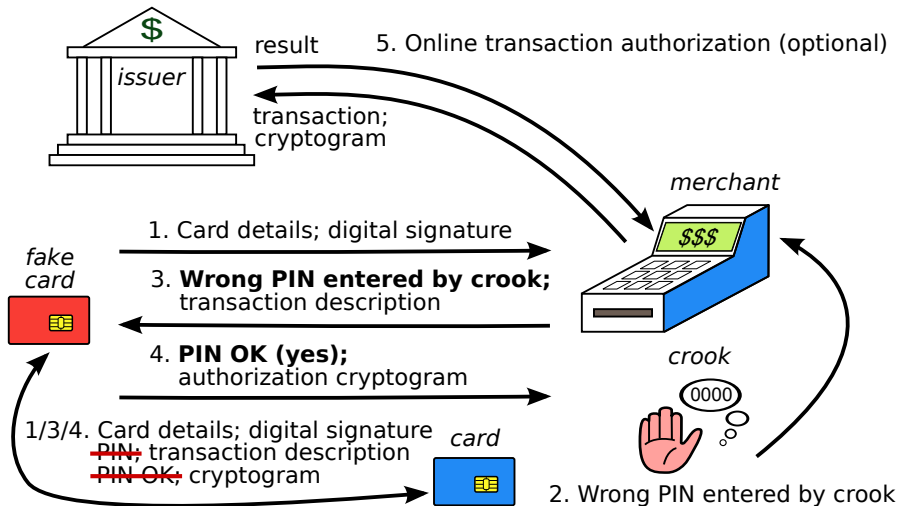 $
issuer
result
5. Online transaction authorization (optional)
transaction;
cryptogram
merchant
$$$
1. Card details; digital signature
fake
card
3. Wrong PIN entered by crook;
transaction description
4. PIN OK (yes);
authorization cryptogram
crook
0000
1/3/4. Card details; digital signature
PIN; transaction description
PIN OK; cryptogram
card
2. Wrong PIN entered by crook